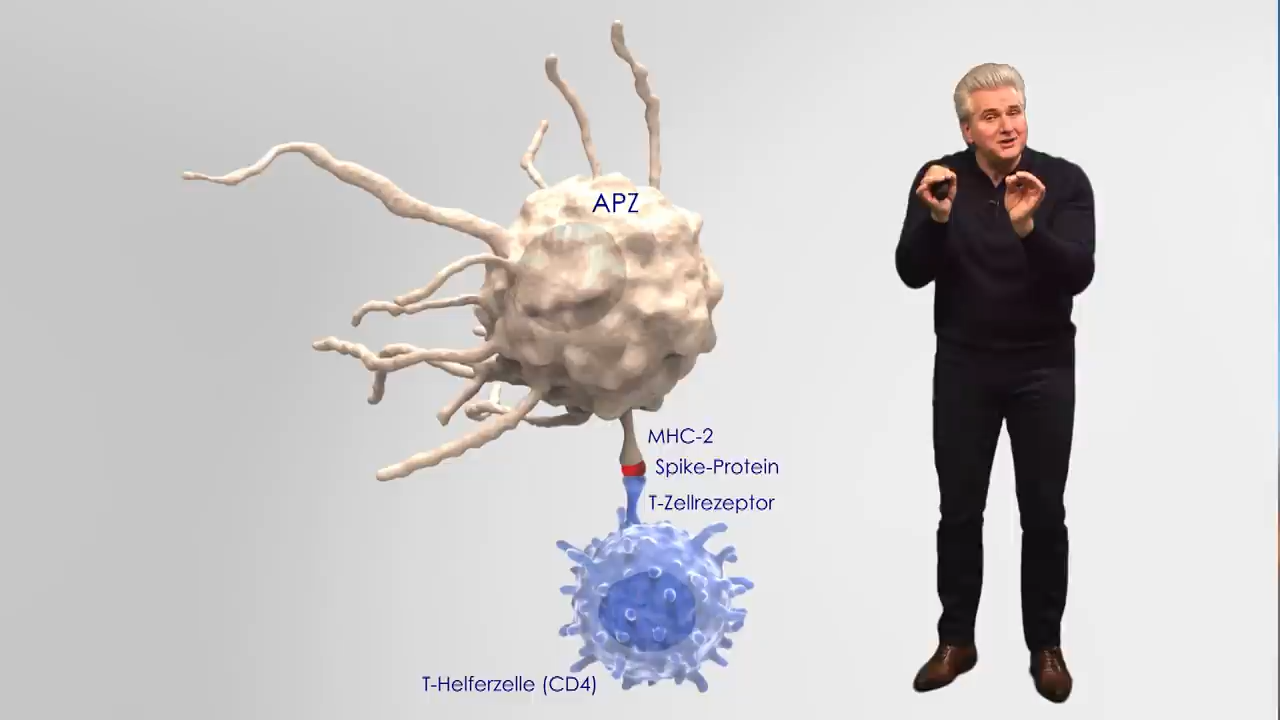 APZ
MHC-2
Spike-Protein
T-Zellrezeptor
T-Helferzelle (CD4)